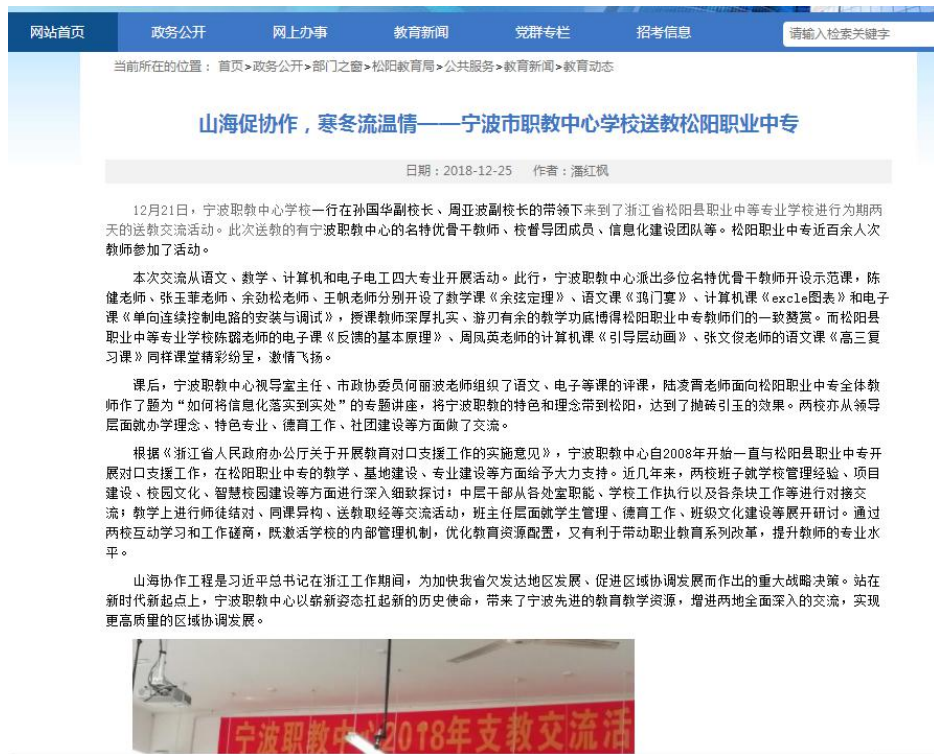 网站首页 政务公开 网上办事 教育新闻 党群专栏 招考信息 请输入检索关键字
当前所在的位置： 首页>政务公开>部门之窗>松阳教育局>公共服务>教育新闻>教育动态
山海促协作，寒冬流温情——宁波市职教中心学校送教松阳职业中专
日期：2018-12-25 作者：潘红枫
12月21日，宁波职教中心学校一行在孙国华副校长、周亚波副校长的带领下来到了浙江省松阳县职业中等专业学校进行为期两
天的送教交流活动。此次送教的有宁波职教中心的名特优骨干教师、校督导团成员、信息化建设团队等。松阳职业中专近百余人次
教师参加了活动。
本次交流从语文、数学、计算机和电子电工四大专业开展活动。此行，宁波职教中心派出多位名特优骨干教师开设示范课，陈
健老师、张玉菲老师、余劲松老师、王帆老师分别开设了数学课《余弦定理》、语文课《鸿门宴》、计算机课《excle图表》和电子
课《单向连续控制电路的安装与调试》，授课教师深厚扎实、游刃有余的教学功底博得松阳职业中专教师们的一致赞赏。而松阳县
职业中等专业学校陈璐老师的电子课《反馈的基本原理》、周凤英老师的计算机课《引导层动画》、张文俊老师的语文课《高三复
习课》同样课堂精彩纷呈，激情飞扬。
课后，宁波职教中心视导室主任、市政协委员何丽波老师组织了语文、电子等课的评课，陆凌霄老师面向松阳职业中专全体教
师作了题为“如何将信息化落实到实处”的专题讲座，将宁波职教的特色和理念带到松阳，达到了抛砖引玉的效果。两校亦从领导
层面就办学理念、特色专业、德育工作、社团建设等方面做了交流。
根据《浙江省人民政府办公厅关于开展教育对口支援工作的实施意见》，宁波职教中心自2008年开始一直与松阳县职业中专开
展对口支援工作，在松阳职业中专的教学、基地建设、专业建设等方面给予大力支持。近几年来，两校班子就学校管理经验、项目
建设、校园文化、智慧校园建设等方面进行深入细致探讨；中层干部从各处室职能、学校工作执行以及各条块工作等进行对接交
流；教学上进行师徒结对、同课异构、送教取经等交流活动，班主任层面就学生管理、德育工作、班级文化建设等展开研讨。通过
两校互动学习和工作磋商，既激活学校的内部管理机制，优化教育资源配置，又有利于带动职业教育系列改革，提升教师的专业水
平。
山海协作工程是习近平总书记在浙江工作期间，为加快我省欠发达地区发展、促进区域协调发展而作出的重大战略决策。站在
新时代新起点上，宁波职教中心以崭新姿态扛起新的历史使命，带来了宁波先进的教育教学资源，增进两地全面深入的交流，实现
更高质量的区域协调发展。
宁波职教中心2018年支教交流活